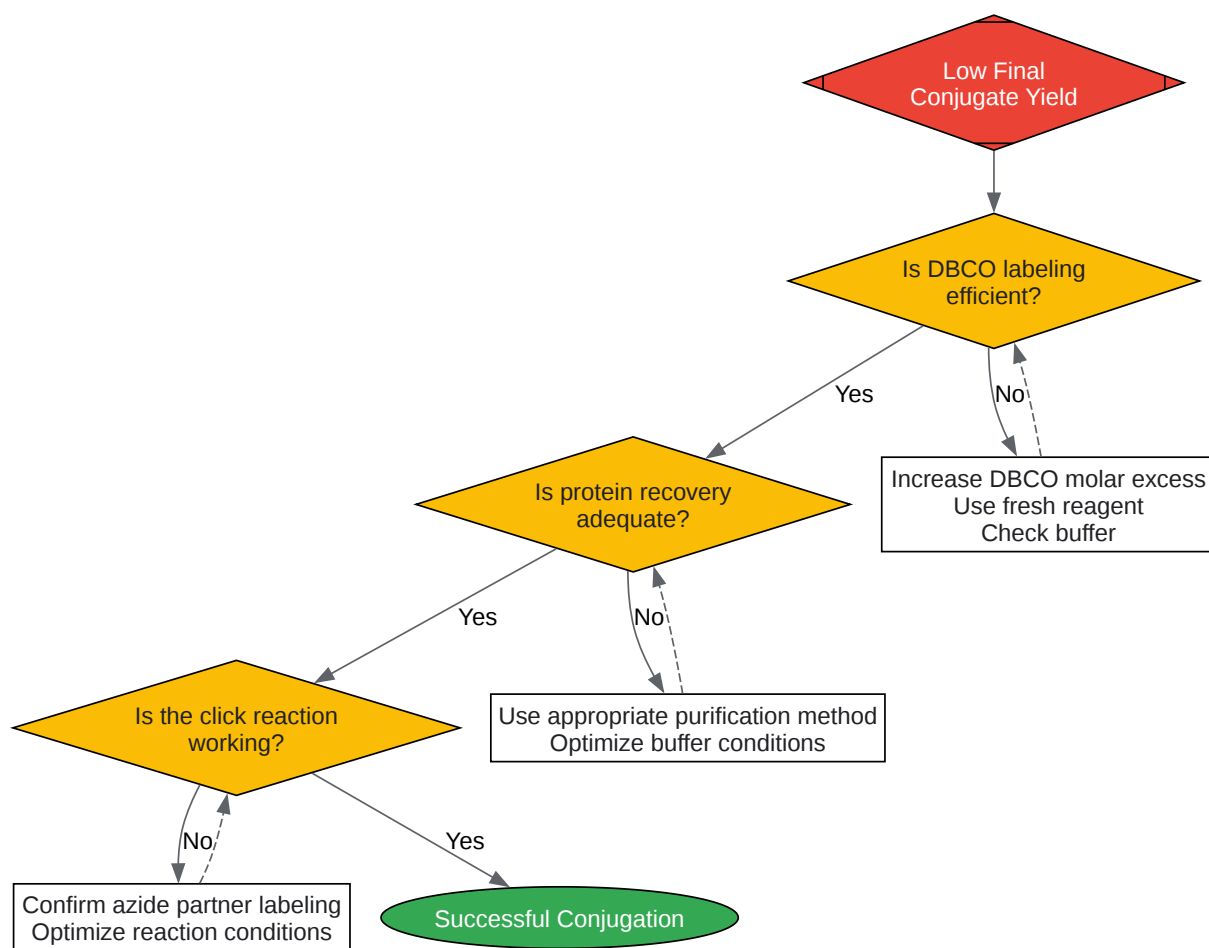 Low Final
Conjugate Yield
Is DBCO labeling
efficient?
Yes
No
Increase DBCO molar excess
Use fresh reagent
Check buffer
Is protein recovery
adequate?
Yes
No
Use appropriate purification method
Optimize buffer conditions
Is the click reaction
working?
No
Yes
Confirm azide partner labeling
Optimize reaction conditions
Successful Conjugation